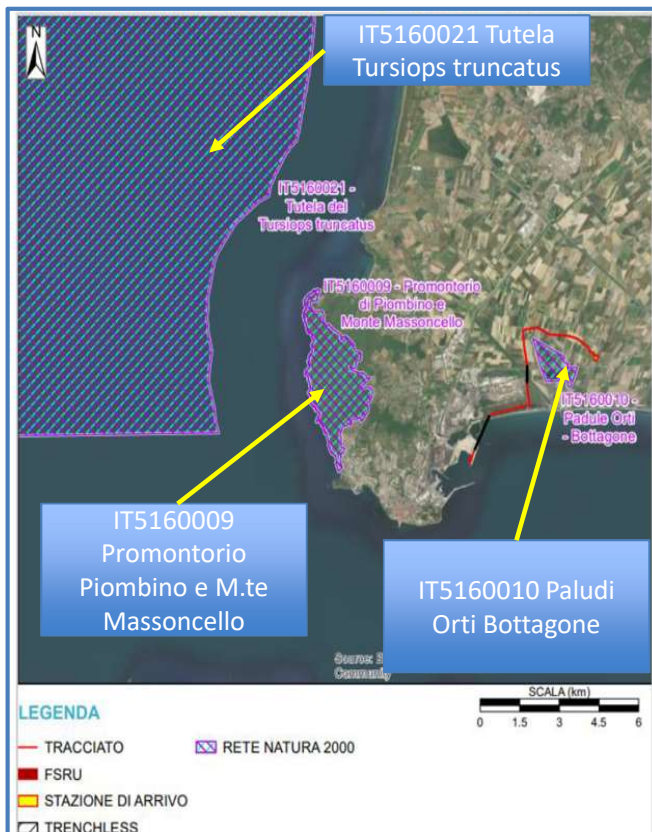 IT5160021 Tutela
Tursiops truncatus
N
IT5160021 -
Tutela del
Tursiops truncatus
IT5160009 - Promontorio
di Piombino e
Monte Massoncello
IT5160010 -
Padule Orti
- Bottagone
IT5160009
Promontorio
Piombino e M.te
Massoncello
IT5160010 Paludi
Orti Bottagone
Source:
Community
LEGENDA
SCALA (km)
0 1.5 3 4.5 6
TRACCIATO
RETE NATURA 2000
FSRU
STAZIONE DI ARRIVO
TRENCHLESS